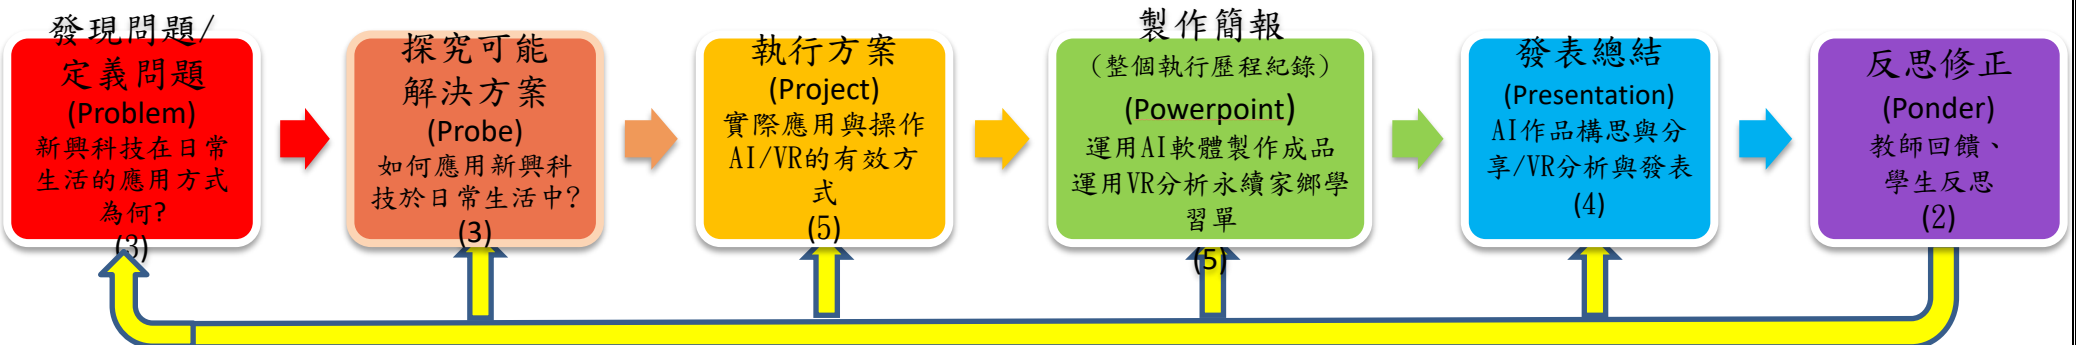 發現問題/
定義問題
(Problem)
新興科技在日常
生活的應用方式
為何?
(3)
探究可能
解決方案
(Probe)
如何應用新興科
技於日常生活中?
(3)
執行方案
(Project)
實際應用與操作
AI/VR的有效方
式
(5)
製作簡報
(整個執行歷程紀錄)
(Powerpoint)
運用AI軟體製作成品
運用VR分析永續家鄉學
習單
(5)
發表總結
(Presentation)
AI作品構思與分
享/VR分析與發表
(4)
反思修正
(Ponder)
教師回饋、
學生反思
(2)